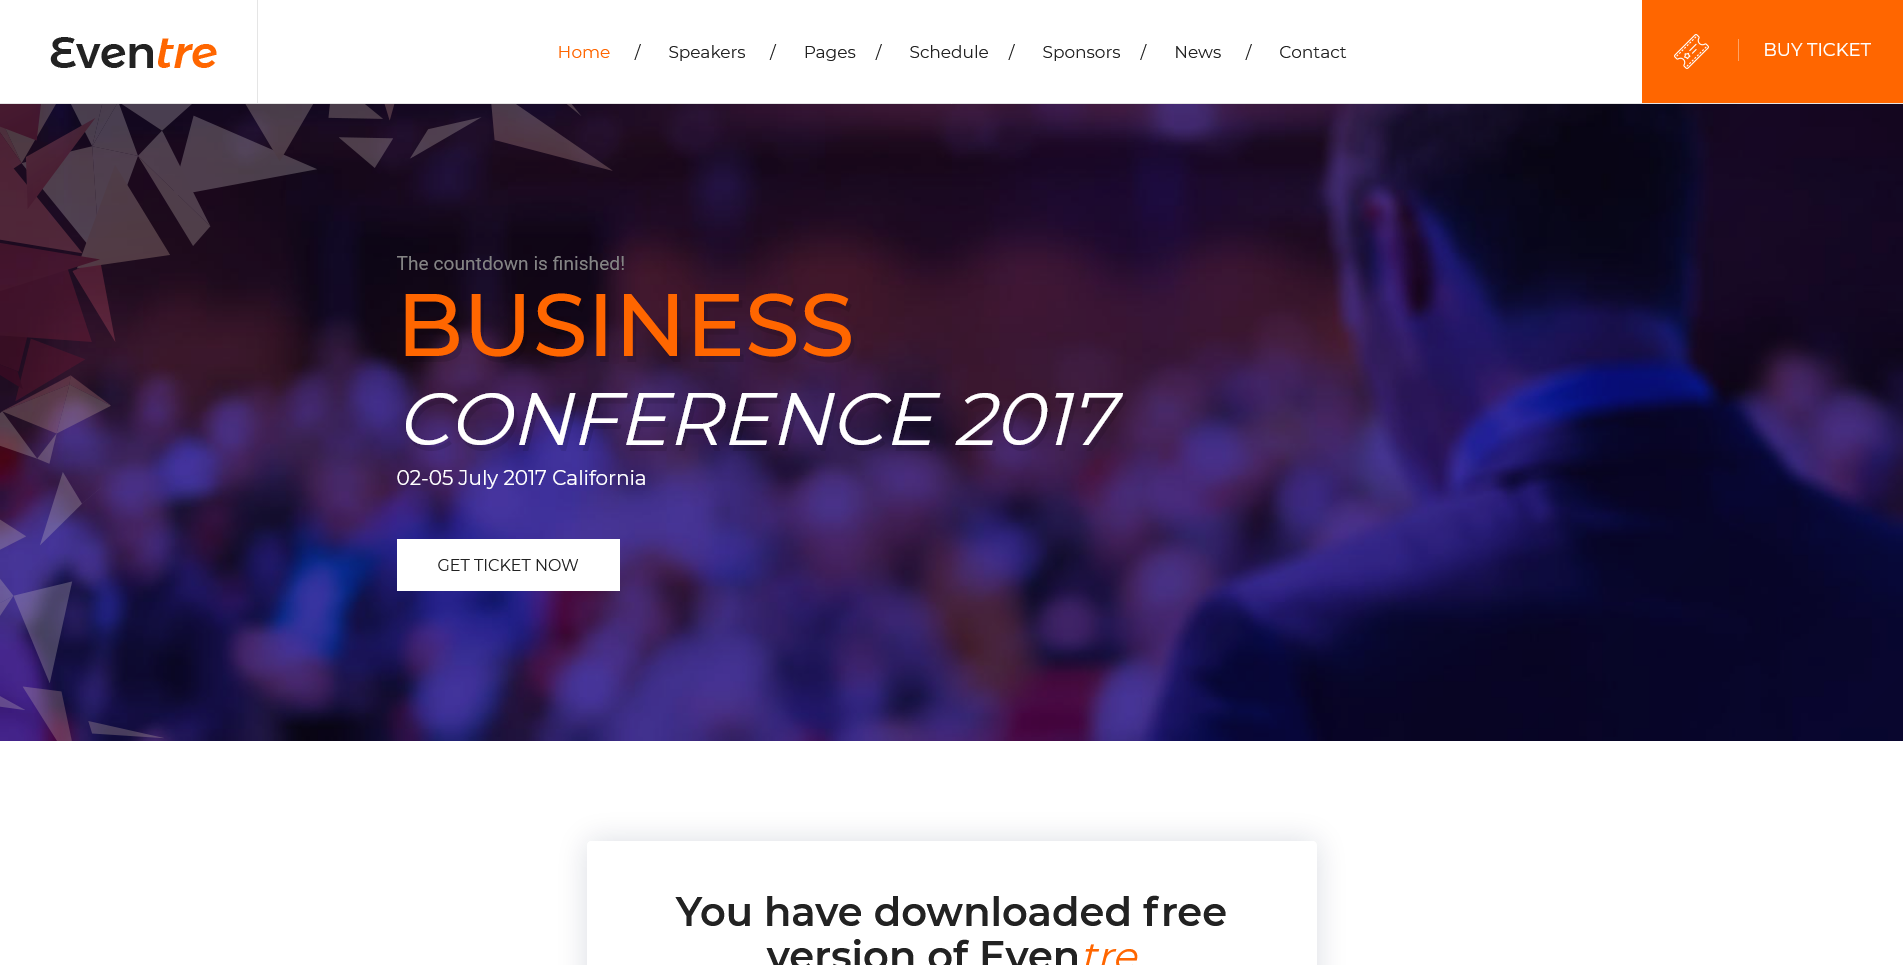 Eventre
Home / Speakers / Pages / Schedule / Sponsors / News / Contact
BUY TICKET
The countdown is finished!
BUSINESS
CONFERENCE 2017
02-05 July 2017 California
GET TICKET NOW
You have downloaded free
version of Eventre